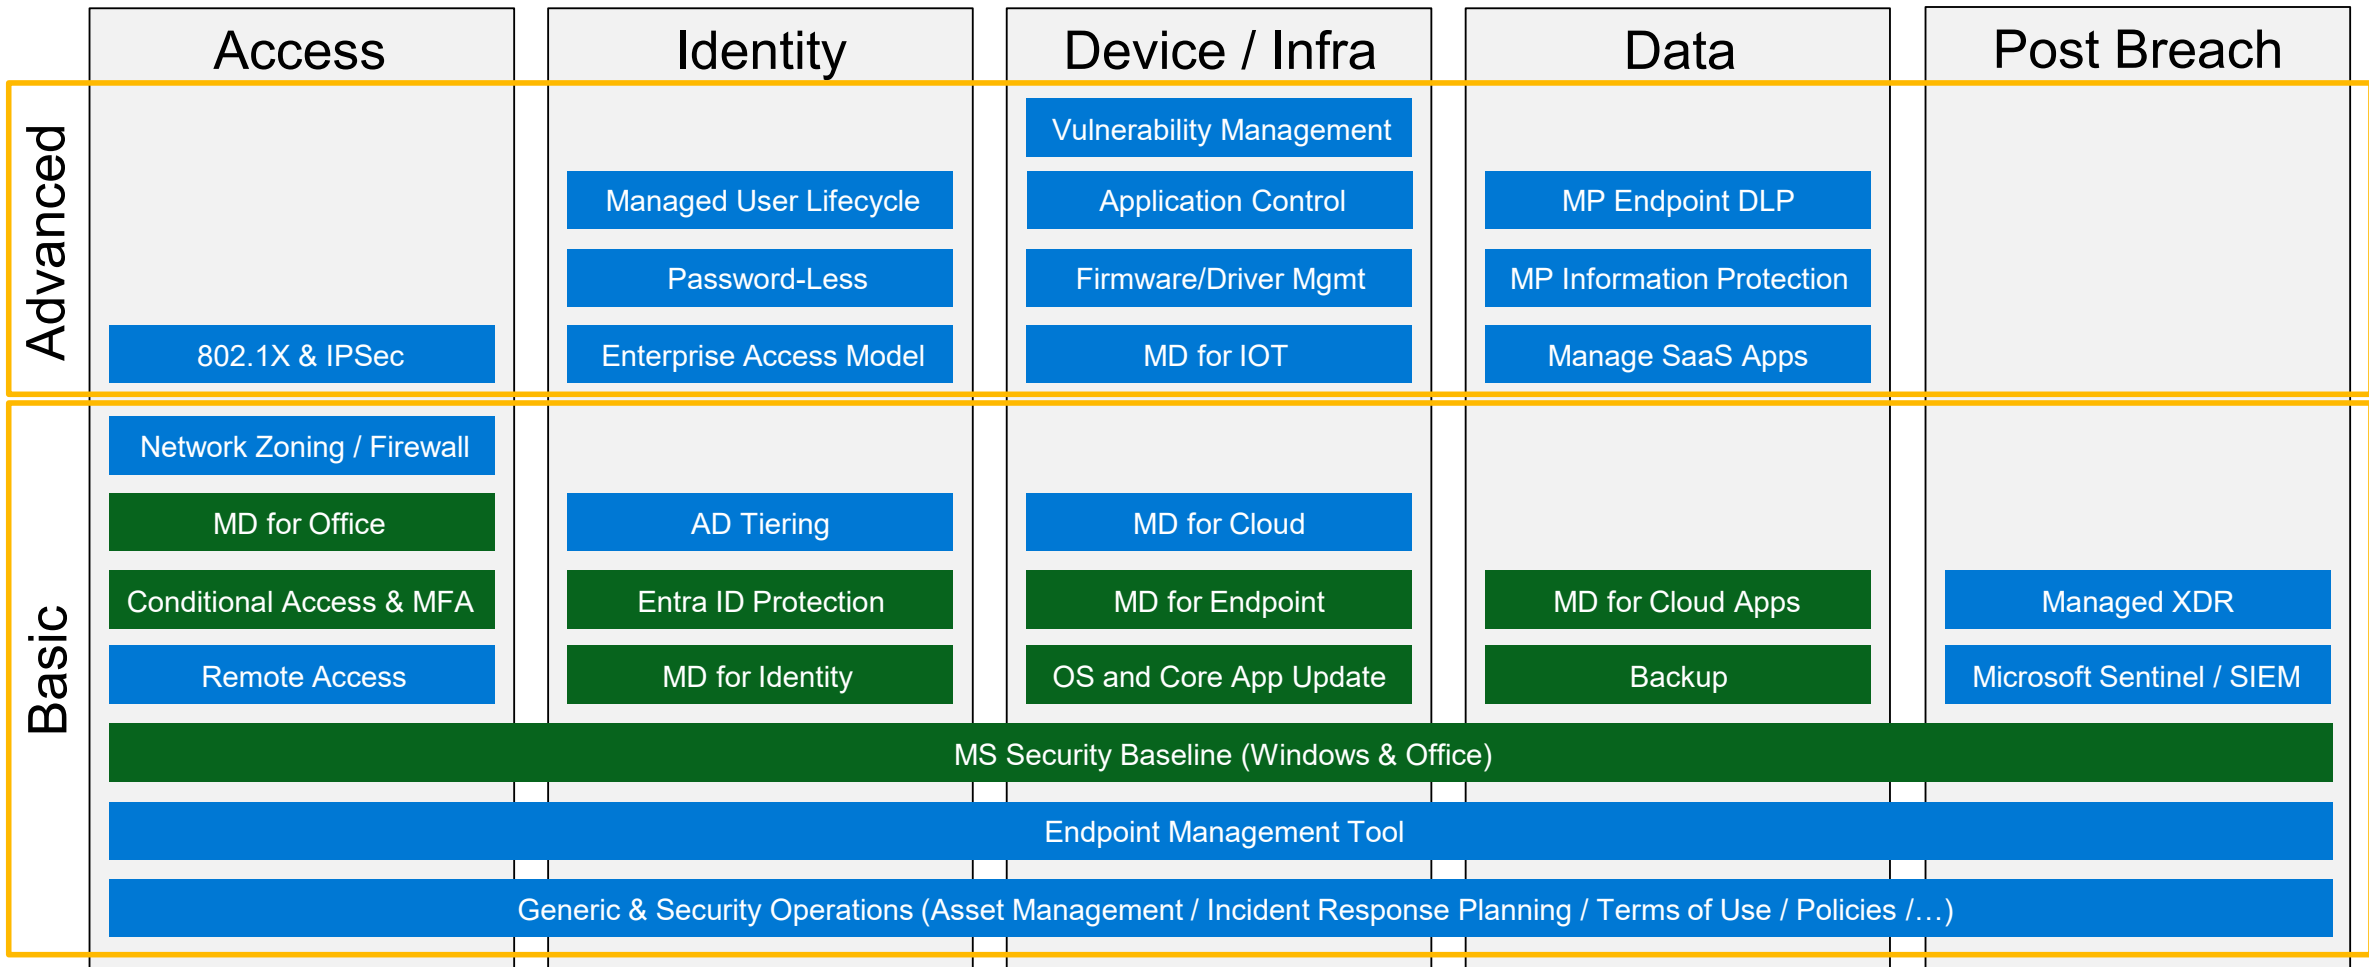 Access
Identity
Device / Infra
Data
Post Breach
Advanced
Vulnerability Management
Managed User Lifecycle
Application Control
MP Endpoint DLP
Password-Less
Firmware/Driver Mgmt
MP Information Protection
802.1X & IPSec
Enterprise Access Model
MD for IOT
Manage SaaS Apps
Basic
Network Zoning / Firewall
MD for Office
AD Tiering
MD for Cloud
Conditional Access & MFA
Entra ID Protection
MD for Endpoint
MD for Cloud Apps
Managed XDR
Remote Access
MD for Identity
OS and Core App Update
Backup
Microsoft Sentinel / SIEM
MS Security Baseline (Windows & Office)
Endpoint Management Tool
Generic & Security Operations (Asset Management / Incident Response Planning / Terms of Use / Policies /…)